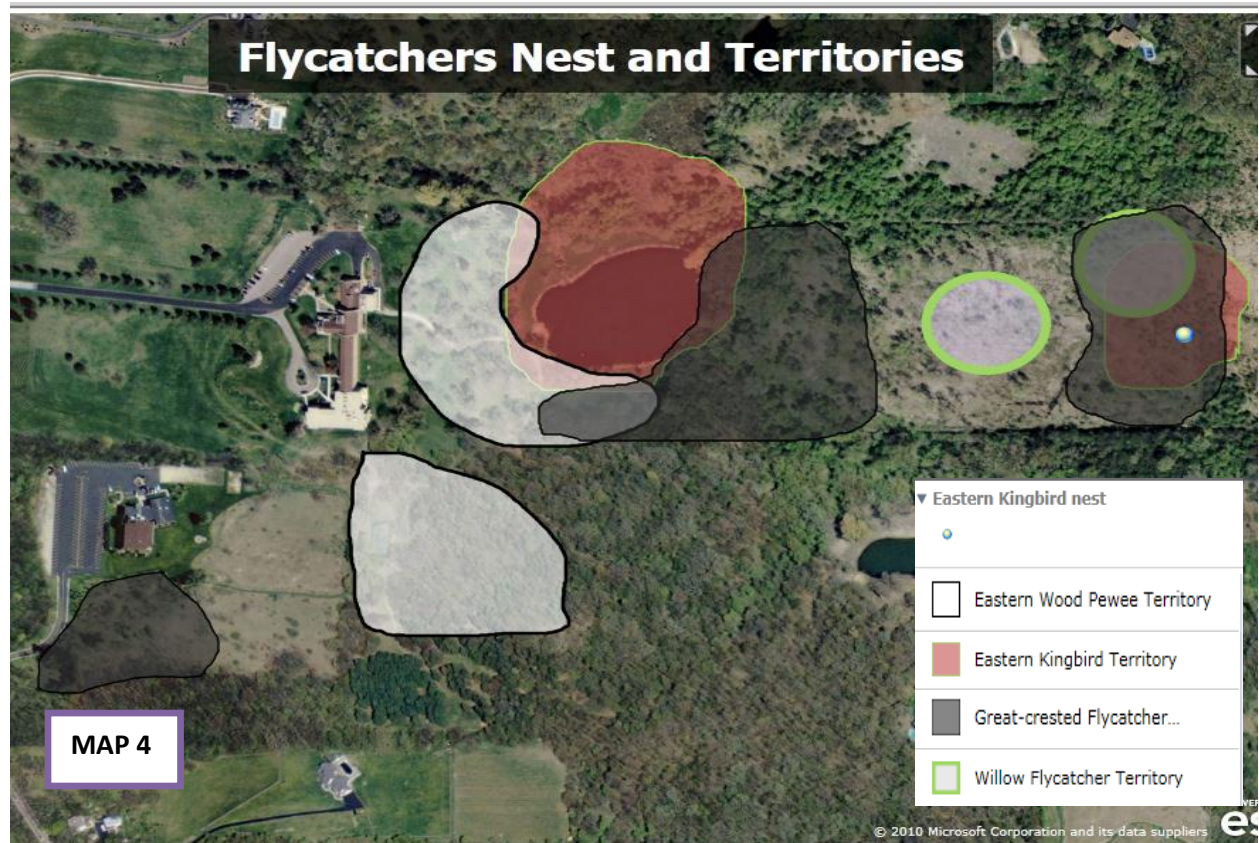 Flycatchers Nest and Territories
Eastern Kingbird nest
Eastern Wood Pewee Territory
Eastern Kingbird Territory
Great-crested Flycatcher...
Willow Flycatcher Territory
MAP 4
© 2010 Microsoft Corporation and its data suppliers